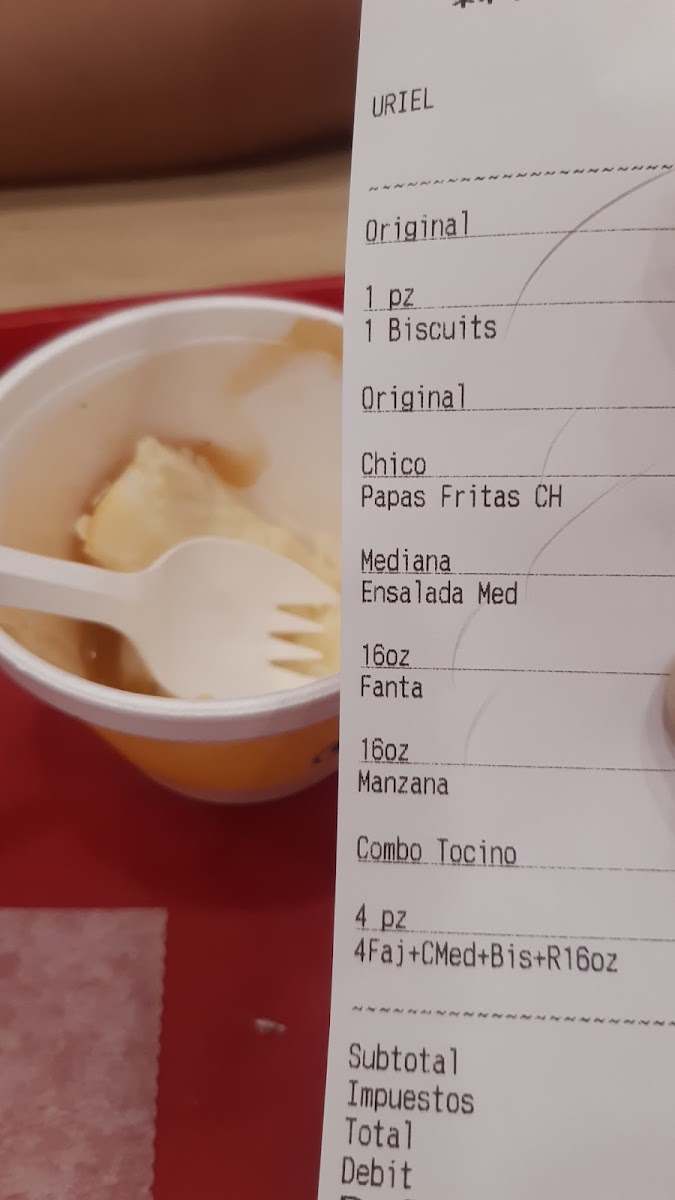 URIEL
Original
1 pz
1 Biscuits
Original
Chico
Papas Fritas CH
Mediana
Ensalada Med
16oz
Fanta
16oz
Manzana
Combo Tocino
4 pz
4Faj+CMed+Bis+R16oz
Subtotal
Impuestos
Total
Debit